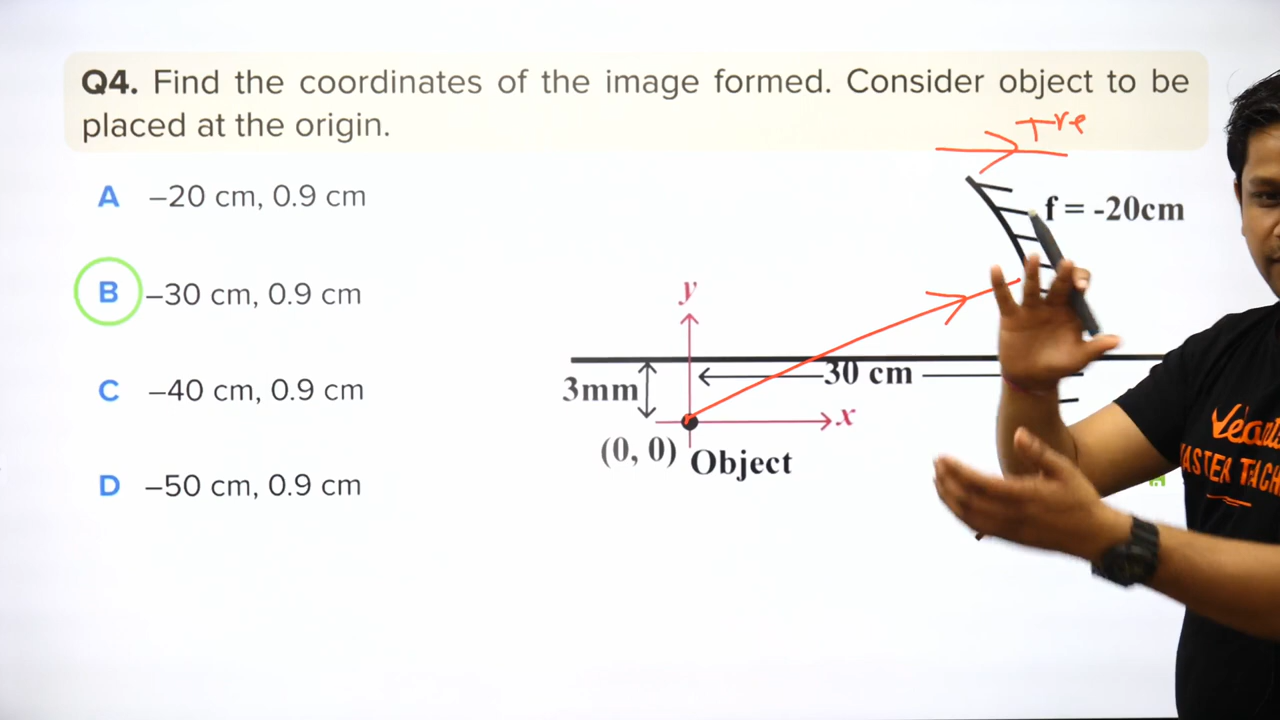 Q4. Find the coordinates of the image formed. Consider object to be
placed at the origin.
+ve
A –20 cm, 0.9 cm
f = -20cm
B –30 cm, 0.9 cm
y
30 cm
C –40 cm, 0.9 cm
3mm
x
(0, 0) Object
D –50 cm, 0.9 cm